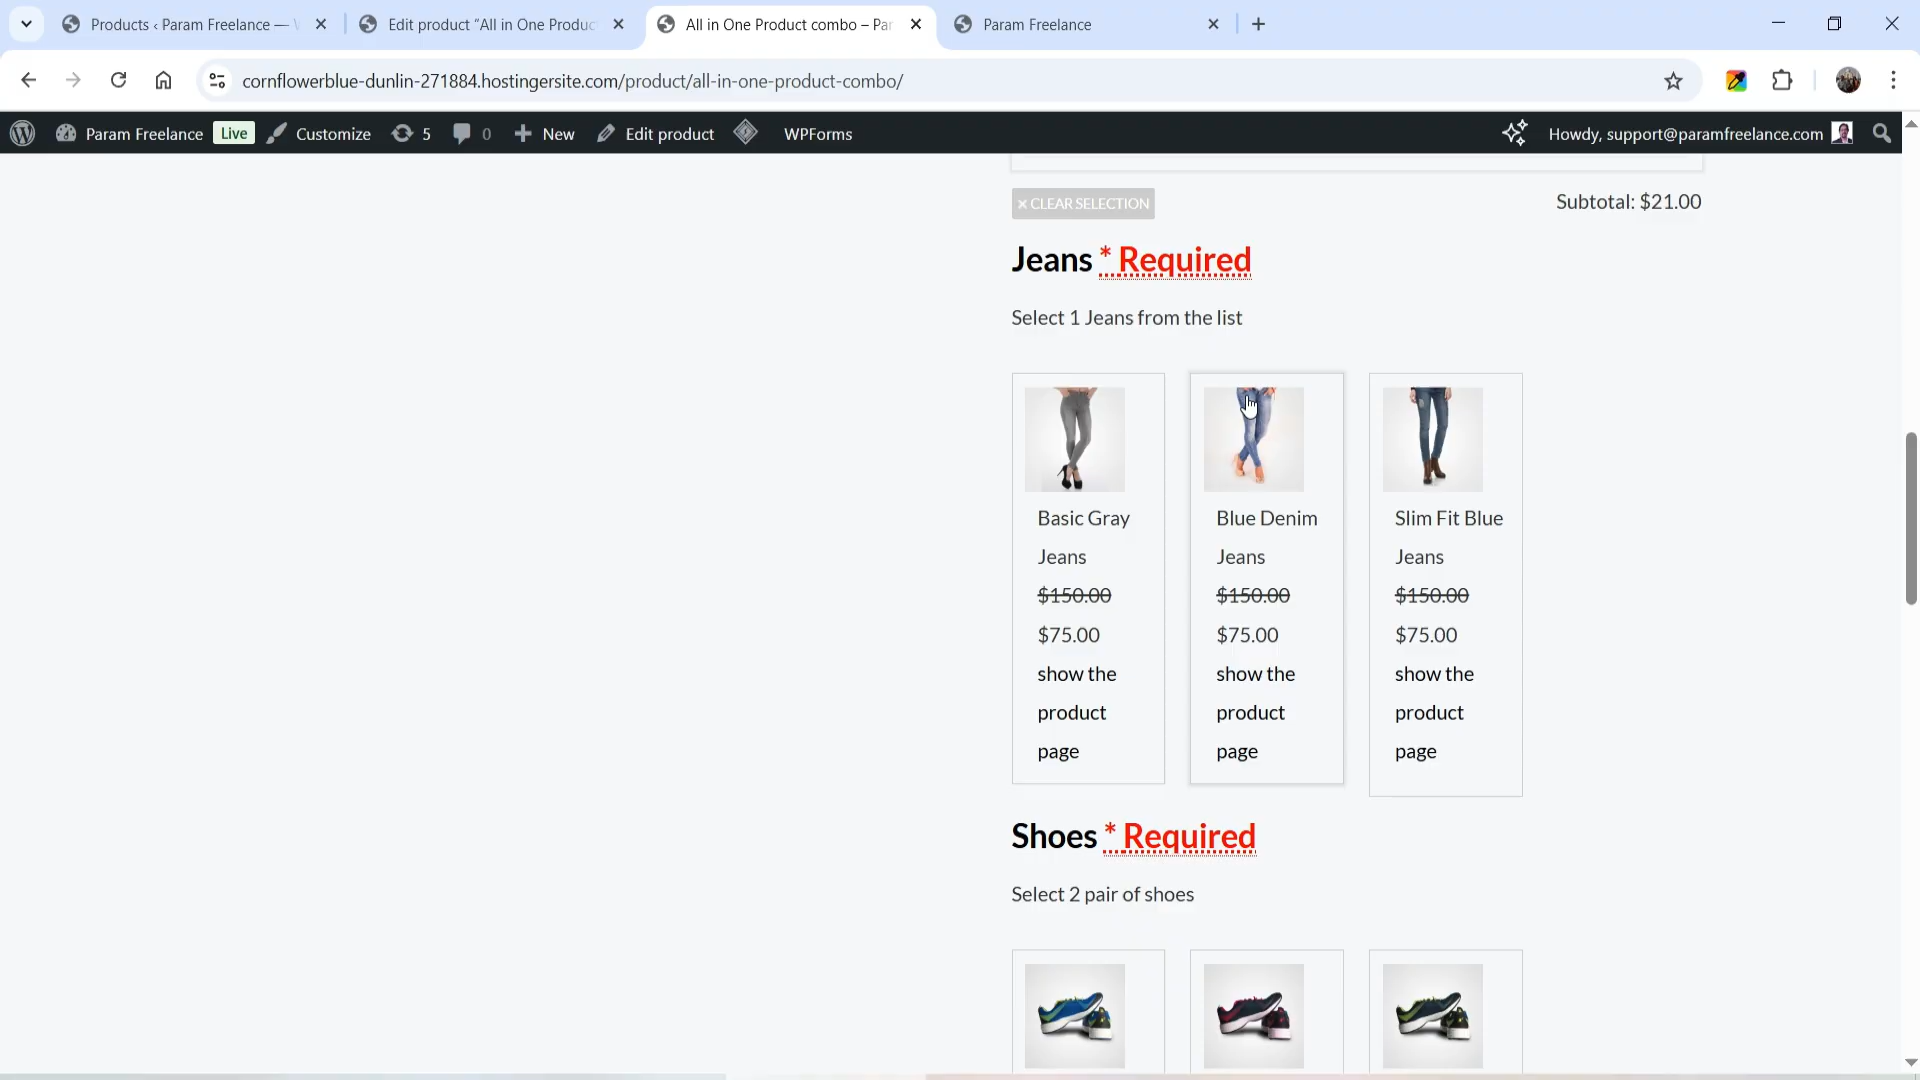 Products ‹ Param Freelance —
Edit product “All in One Produc
All in One Product combo – Par
Param Freelance
cornflowerblue-dunlin-271884.hostingersite.com/product/all-in-one-product-combo/
Param Freelance Live Customize 5 0 New Edit product WPForms Howdy, support@paramfreelance.com
× CLEAR SELECTION Subtotal: $21.00
Jeans * Required
Select 1 Jeans from the list
Basic Gray
Jeans
$150.00
$75.00
show the
product
page
Blue Denim
Jeans
$150.00
$75.00
show the
product
page
Slim Fit Blue
Jeans
$150.00
$75.00
show the
product
page
Shoes * Required
Select 2 pair of shoes